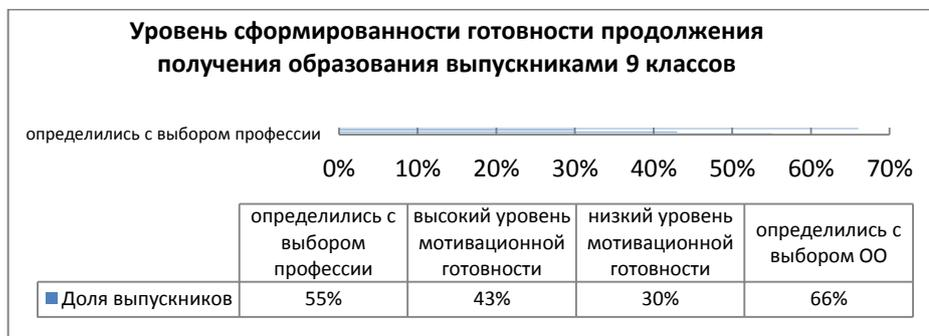 Уровень сформированности готовности продолжения
получения образования выпускниками 9 классов
определились с выбором профессии
0% 10% 20% 30% 40% 50% 60% 70%
определились с
выбором
профессии
высокий уровень
мотивационной
готовности
низкий уровень
мотивационной
готовности
определились с
выбором ОО
Доля выпускников 55% 43% 30% 66%